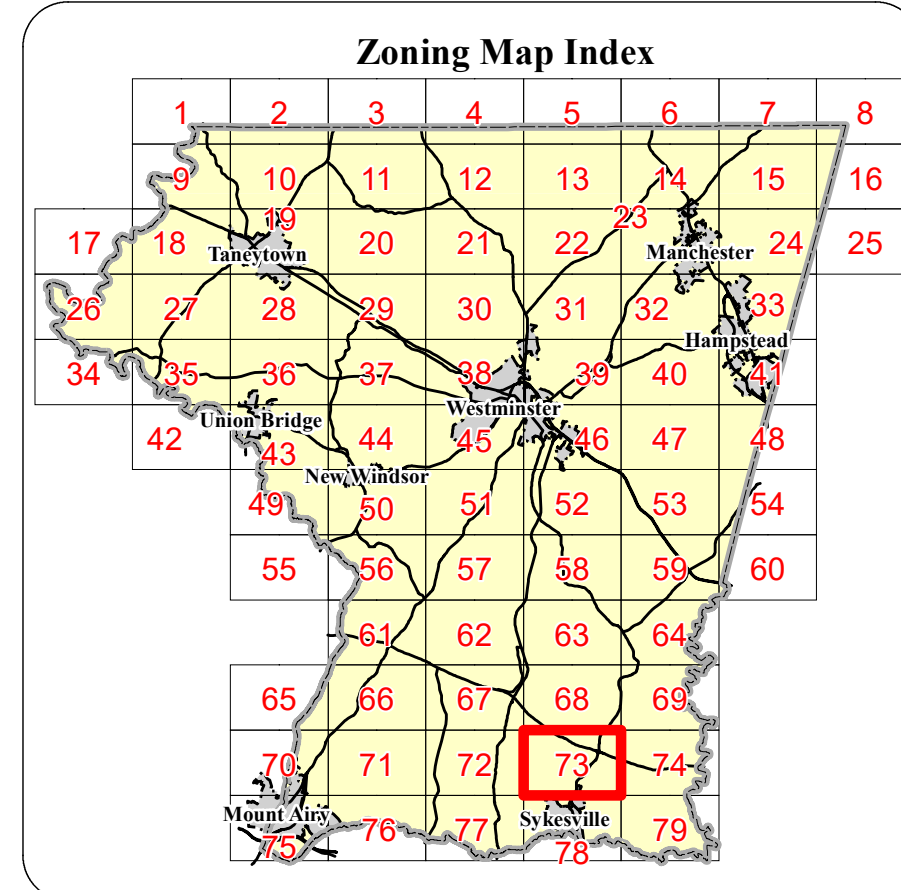 Zoning Map Index
1 2 3 4 5 6 7 8
9 10 11 12 13 14 15 16
17 18 19 20 21 22 23 24 25
Taneytown
Manchester
26 27 28 29 30 31 32 33
Hampstead
34 35 36 37 38 39 40 41
Westminster
Union Bridge
42 43 44 45 46 47 48
New Windsor
49 50 51 52 53 54
55 56 57 58 59 60
61 62 63 64
65 66 67 68 69
70 71 72 73 74
Mount Airy
Sykesville
75 76 77 78 79